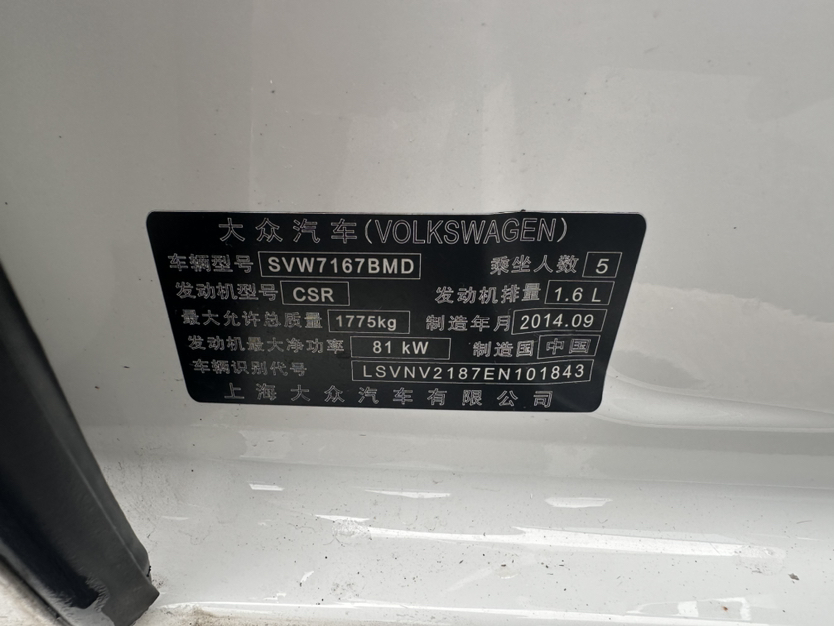 大众汽车(VOLKSWAGEN)
车辆型号 SVW7167BMD 乘坐人数 5
发动机型号 CSR 发动机排量 1.6 L
最大允许总质量 1775kg 制造年月 2014.09
发动机最大净功率 81 kW 制造国 中国
车辆识别代号 LSVNV2187EN101843
上海大众汽车有限公司